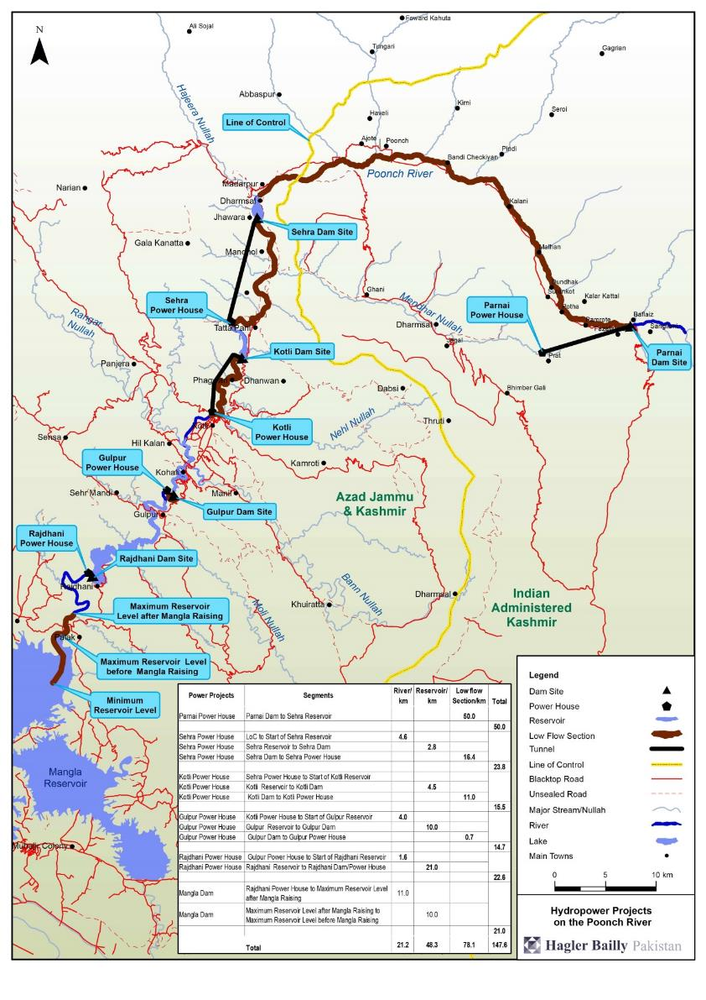 N
Ali Sojal
Foward Kahuta
Tungari
Gagrian
Abbaspur
Hajeera Nullah
Haveli
Kirni
Seroi
Line of Control
Ajote
Poonch
Pindi
Bandi Checkiyan
Poonch River
Narian
Madarpur
Dharmsal
Kalani
Jhawara
Sehra Dam Site
Gala Kanatta
Mandhol
Malhan
Ghani
Dundhak
Kalar Kattal
Sehra
Power House
Mendhar Nullah
Parnai
Power House
Potha
Rangar
Nullah
Dharmsal
Bafliaz
Tatta Pani
Parnai
Dam Site
Kotli Dam Site
Prat
Panjera
Dhanwan
Dabsi
Bhimber Gali
Thruti
Nehl Nullah
Kotli
Power House
Kotli
Sensa
Hil Kalan
Gulpur
Power House
Kohali
Kamroti
Sehr Mandi
Manil
Azad Jammu
& Kashmir
Gulpur
Gulpur Dam Site
Rajdhani
Power House
Rajdhani Dam Site
Rajdhani
Bann Nullah
Dharmsal
Khuiratta
Moli Nullah
Indian
Administered
Kashmir
Maximum Reservoir
Level after Mangla Raising
Palak
Maximum Reservoir Level
before Mangla Raising
Minimum
Reservoir Level
Mangla
Reservoir
Power Projects Segments River/km Reservoir/km Low flow Section/km Total
Parnai Power House Parnai Dam to Sehra Reservoir 50.0
50.0
Sehra Power House LoC to Start of Sehra Reservoir 4.6
Sehra Power House Sehra Reservoir to Sehra Dam 2.8
Sehra Power House Sehra Dam to Sehra Power House 16.4
23.8
Kotli Power House Sehra Power House to Start of Kotli Reservoir
Kotli Power House Kotli Reservoir to Kotli Dam 4.5
Kotli Power House Kotli Dam to Kotli Power House 11.0
15.5
Gulpur Power House Kotli Power House to Start of Gulpur Reservoir 4.0
Gulpur Power House Gulpur Reservoir to Gulpur Dam 10.0
Gulpur Power House Gulpur Dam to Gulpur Power House 0.7
14.7
Rajdhani Power House Gulpur Power House to Start of Rajdhani Reservoir 1.6
Rajdhani Power House Rajdhani Reservoir to Rajdhani Dam/Power House 21.0
22.6
Mangla Dam Rajdhani Power House to Maximum Reservoir Level
after Mangla Raising 11.0
Mangla Dam Maximum Reservoir Level after Mangla Raising to
Maximum Reservoir Level before Mangla Raising 10.0
21.0
Total 21.2 48.3 78.1 147.6
Legend
Dam Site
Power House
Reservoir
Low Flow Section
Tunnel
Line of Control
Blacktop Road
Unsealed Road
Major Stream/Nullah
River
Lake
Main Towns
0 5 10 km
Hydropower Projects
on the Poonch River
Hagler Bailly Pakistan